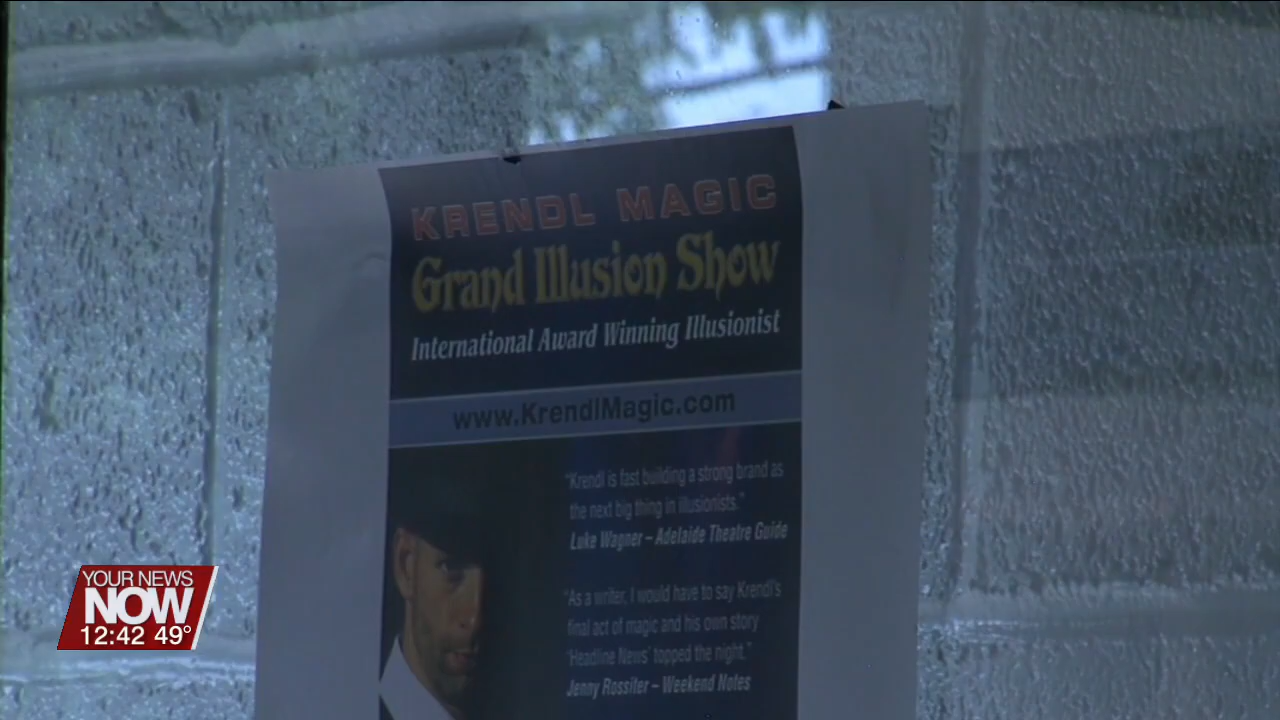 KRENDL MAGIC
Grand Illusion Show
International Award Winning Illusionist
www.KrendlMagic.com
"Krendl is fast building a strong brand as
the next big thing in illusionists."
Luke Wagner – Adelaide Theatre Guide
"As a writer, I would have to say Krendl's
final act of magic and his own story
'Headline News' topped the night."
Jenny Rossiter – Weekend Notes
YOUR NEWS
NOW
12:42 49°